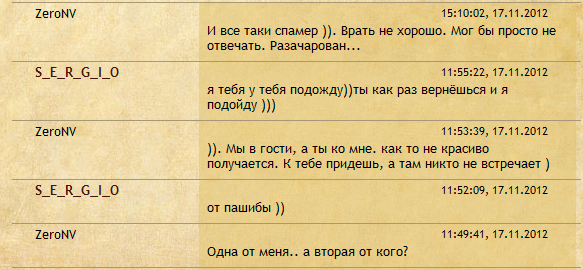 ZeroNV 15:10:02, 17.11.2012
И все таки спамер )). Врать не хорошо. Мог бы просто не
отвечать. Разачарован...
S_E_R_G_I_O 11:55:22, 17.11.2012
я тебя у тебя подожду))ты как раз вернёшься и я
подойду )))
ZeroNV 11:53:39, 17.11.2012
)). Мы в гости, а ты ко мне. как то не красиво
получается. К тебе придешь, а там никто не встречает )
S_E_R_G_I_O 11:52:09, 17.11.2012
от пашибы ))
ZeroNV 11:49:41, 17.11.2012
Одна от меня.. а вторая от кого?